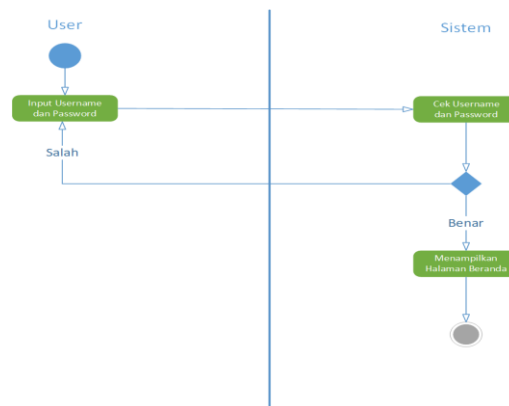 User
Sistem
Input Username
dan Password
Cek Username
dan Password
Salah
Benar
Menampilkan
Halaman Beranda